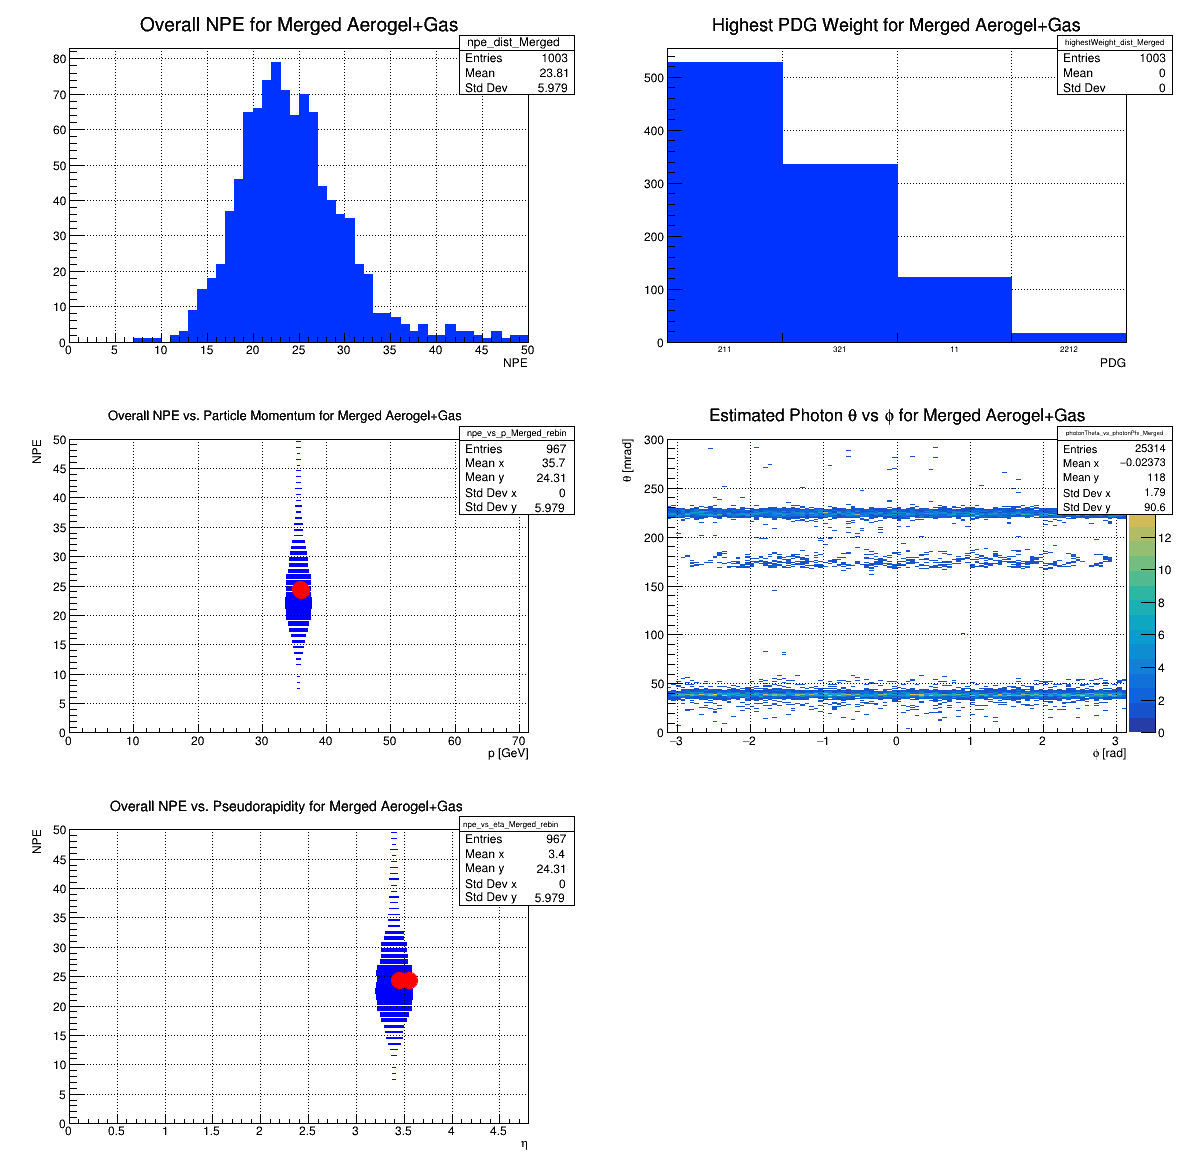 Overall NPE for Merged Aerogel+Gas
npe_dist_Merged
Entries 1003
Mean 23.81
Std Dev 5.979
80
70
60
50
40
30
20
10
0
0 5 10 15 20 25 30 35 40 45 50
NPE
Highest PDG Weight for Merged Aerogel+Gas
highestWeight_dist_Merged
Entries 1003
Mean 0
Std Dev 0
500
400
300
200
100
0
211 321 11 2212
PDG
Overall NPE vs. Particle Momentum for Merged Aerogel+Gas
npe_vs_p_Merged_rebin
Entries 967
Mean x 35.7
Mean y 24.31
Std Dev x 0
Std Dev y 5.979
NPE
50
45
40
35
30
25
20
15
10
5
0
0 10 20 30 40 50 60 70
p [GeV]
Estimated Photon θ vs ϕ for Merged Aerogel+Gas
photonTheta_vs_photonPhi_Merged
Entries 25314
Mean x −0.02373
Mean y 118
Std Dev x 1.79
Std Dev y 90.6
θ [mrad]
300
250
200
150
100
50
0
−3 −2 −1 0 1 2 3
ϕ [rad]
12
10
8
6
4
2
0
Overall NPE vs. Pseudorapidity for Merged Aerogel+Gas
npe_vs_eta_Merged_rebin
Entries 967
Mean x 3.4
Mean y 24.31
Std Dev x 0
Std Dev y 5.979
NPE
50
45
40
35
30
25
20
15
10
5
0
0 0.5 1 1.5 2 2.5 3 3.5 4 4.5
η